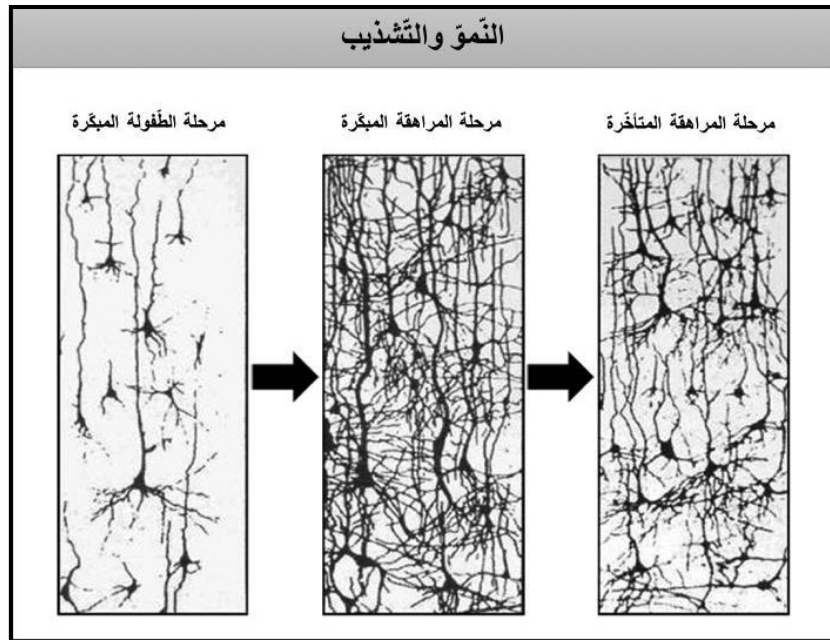 النّموّ والتّشذيب
مرحلة الطّفولة المبكّرة
مرحلة المراهقة المبكّرة
مرحلة المراهقة المتأخّرة